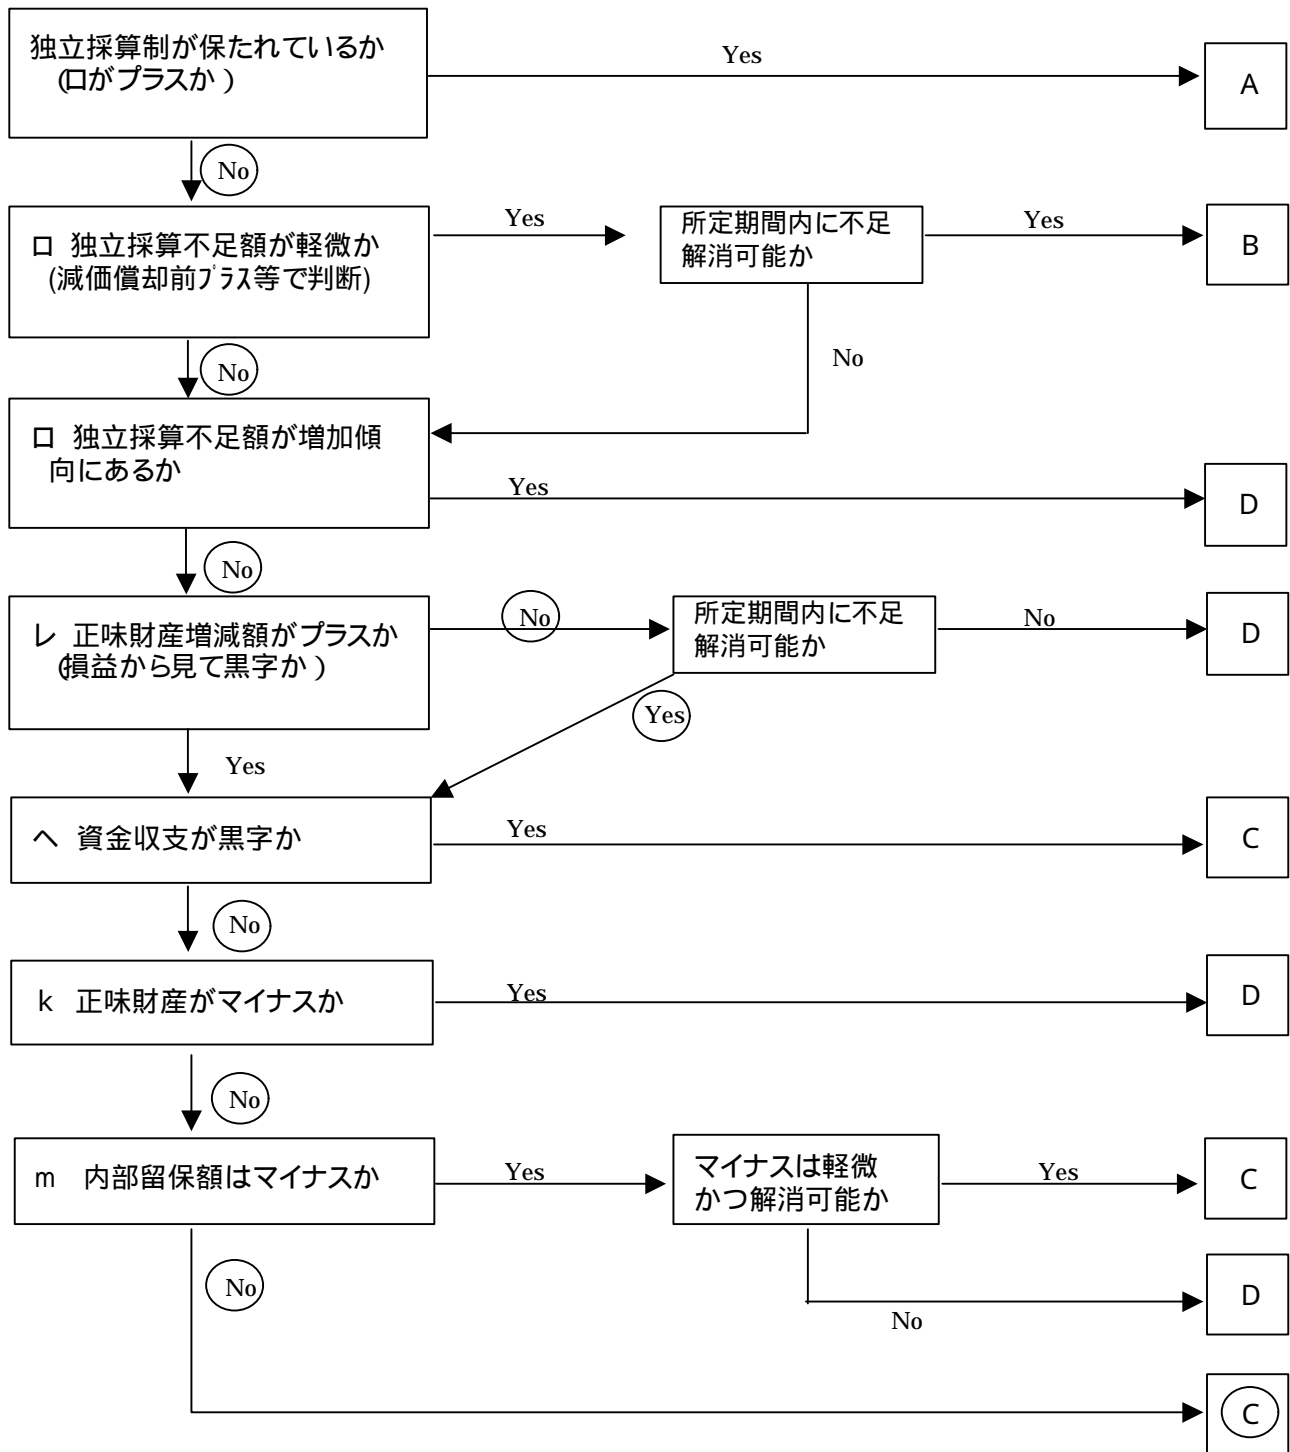 独立採算制が保たれているか
(ロがプラスか)
Yes
A
No
ロ 独立採算不足額が軽微か
(減価償却前プラス等で判断)
Yes
所定期間内に不足
解消可能か
Yes
B
No
No
ロ 独立採算不足額が増加傾
向にあるか
Yes
D
No
レ 正味財産増減額がプラスか
(損益から見て黒字か)
No
所定期間内に不足
解消可能か
No
D
Yes
Yes
ヘ 資金収支が黒字か
Yes
C
No
k 正味財産がマイナスか
Yes
D
No
m 内部留保額はマイナスか
Yes
マイナスは軽微
かつ解消可能か
Yes
C
No
No
D
C